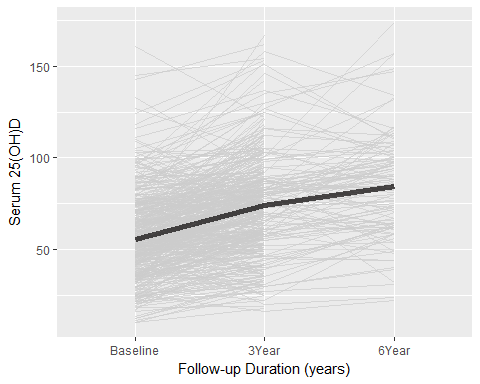 Serum 25(OH)D
150
100
50
Baseline 3Year 6Year
Follow-up Duration (years)